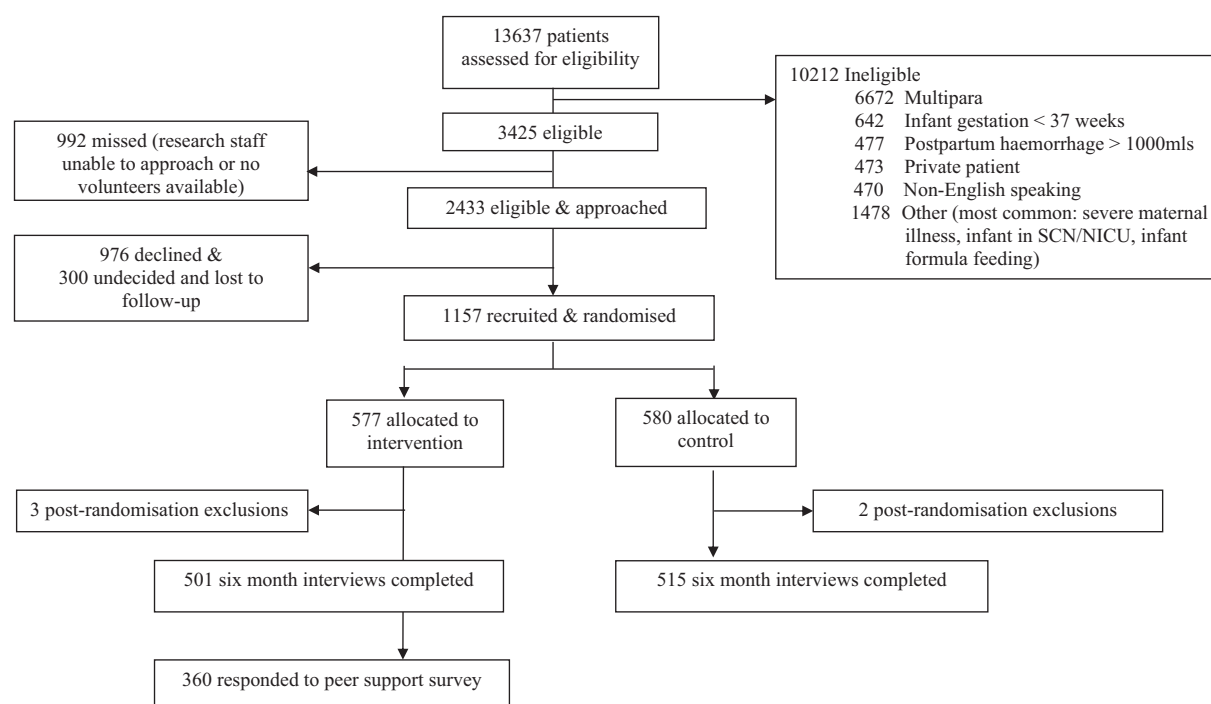 13637 patients
assessed for eligibility
10212 Ineligible
6672 Multipara
642 Infant gestation < 37 weeks
477 Postpartum haemorrhage > 1000mls
473 Private patient
470 Non-English speaking
1478 Other (most common: severe maternal
illness, infant in SCN/NICU, infant
formula feeding)
3425 eligible
992 missed (research staff
unable to approach or no
volunteers available)
2433 eligible & approached
976 declined &
300 undecided and lost to
follow-up
1157 recruited & randomised
577 allocated to
intervention
580 allocated to
control
3 post-randomisation exclusions
2 post-randomisation exclusions
501 six month interviews completed
515 six month interviews completed
360 responded to peer support survey